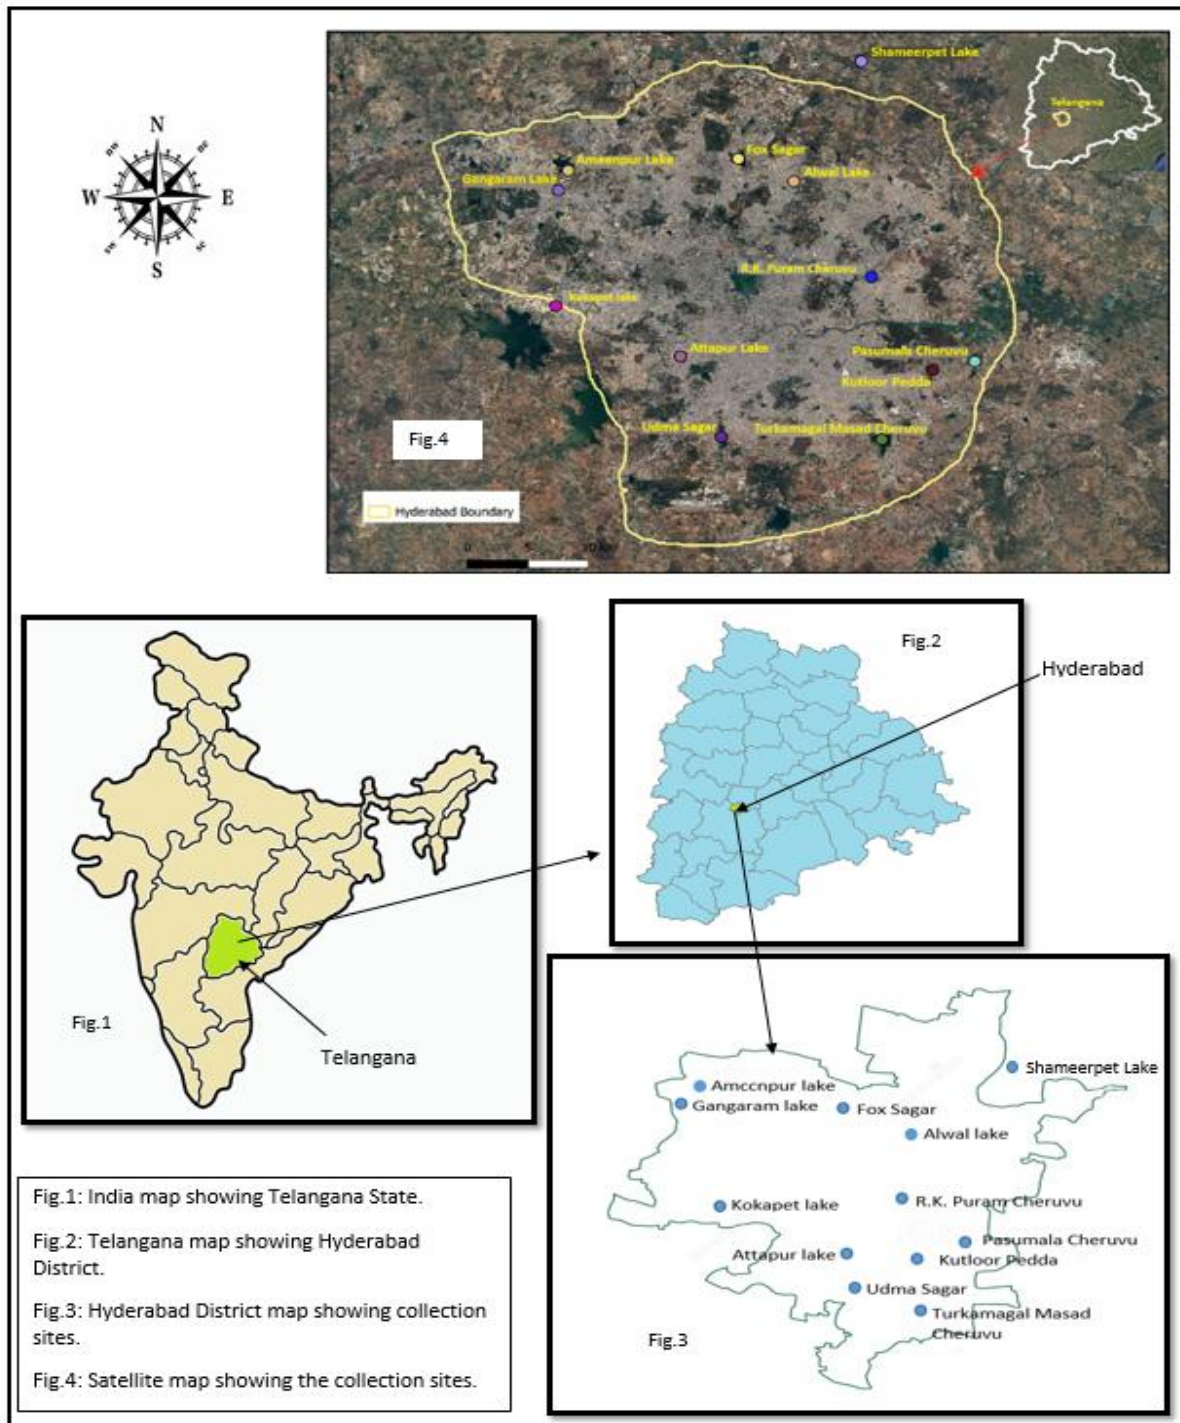 Shameerpet Lake
Telangana
Ameenpur Lake
Fox Sagar
Gangaram Lake
Alwal Lake
N
nw
ne
W
E
sw
S
R.K. Puram Cheruvu
Kokapet lake
Attapur Lake
Pasumala Cheruvu
Kutloor Pedda
Udma Sagar
Turkamagal Masad Cheruvu
Fig.4
Hyderabad Boundary
0 5 10 km
Fig.1
Telangana
Fig.2
Hyderabad
Shameerpet Lake
Amccnpur lake
Gangaram lake
Fox Sagar
Alwal lake
Kokapet lake
R.K. Puram Cheruvu
Pasumala Cheruvu
Attapur lake
Kutloor Pedda
Udma Sagar
Turkamagal Masad
Cheruvu
Fig.3
Fig.1: India map showing Telangana State.
Fig.2: Telangana map showing Hyderabad
District.
Fig.3: Hyderabad District map showing collection
sites.
Fig.4: Satellite map showing the collection sites.